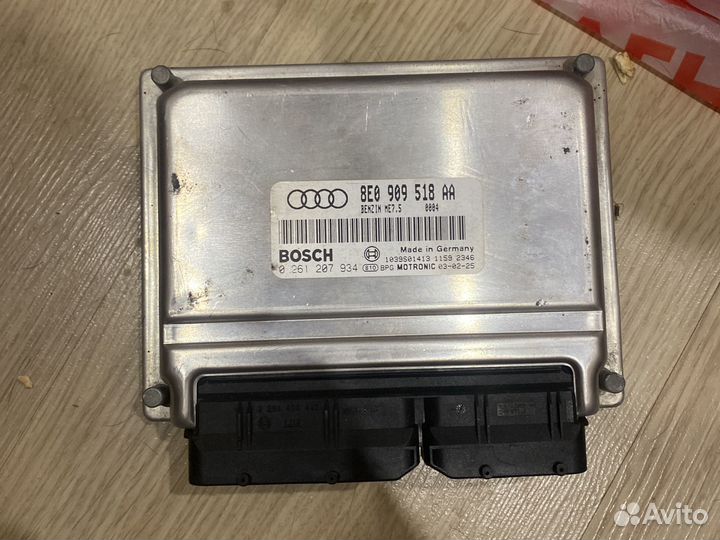 8E0 909 518 AA
BENZIN ME7.5 0004
BOSCH
Made in Germany
0 261 207 934
1039S01413 1159 2346
e10 BPG MOTRONIC 03-02-25
Avito